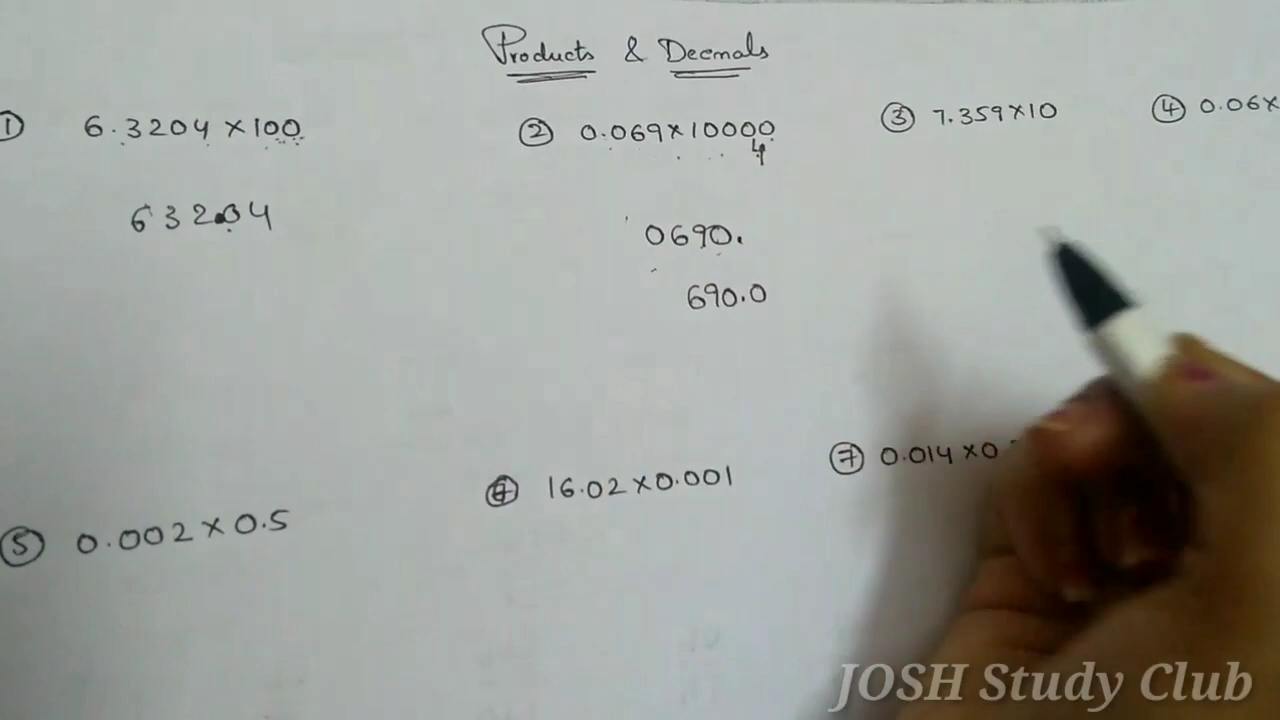 Products & Decmals
① 6.3204 × 100
632.04
② 0.069 × 10000
4
0690.
690.0
③ 7.359 × 10
④ 0.06 ×
⑤ 0.002 × 0.5
16.02 × 0.001
⑦ 0.014 × 0
JOSH Study Club